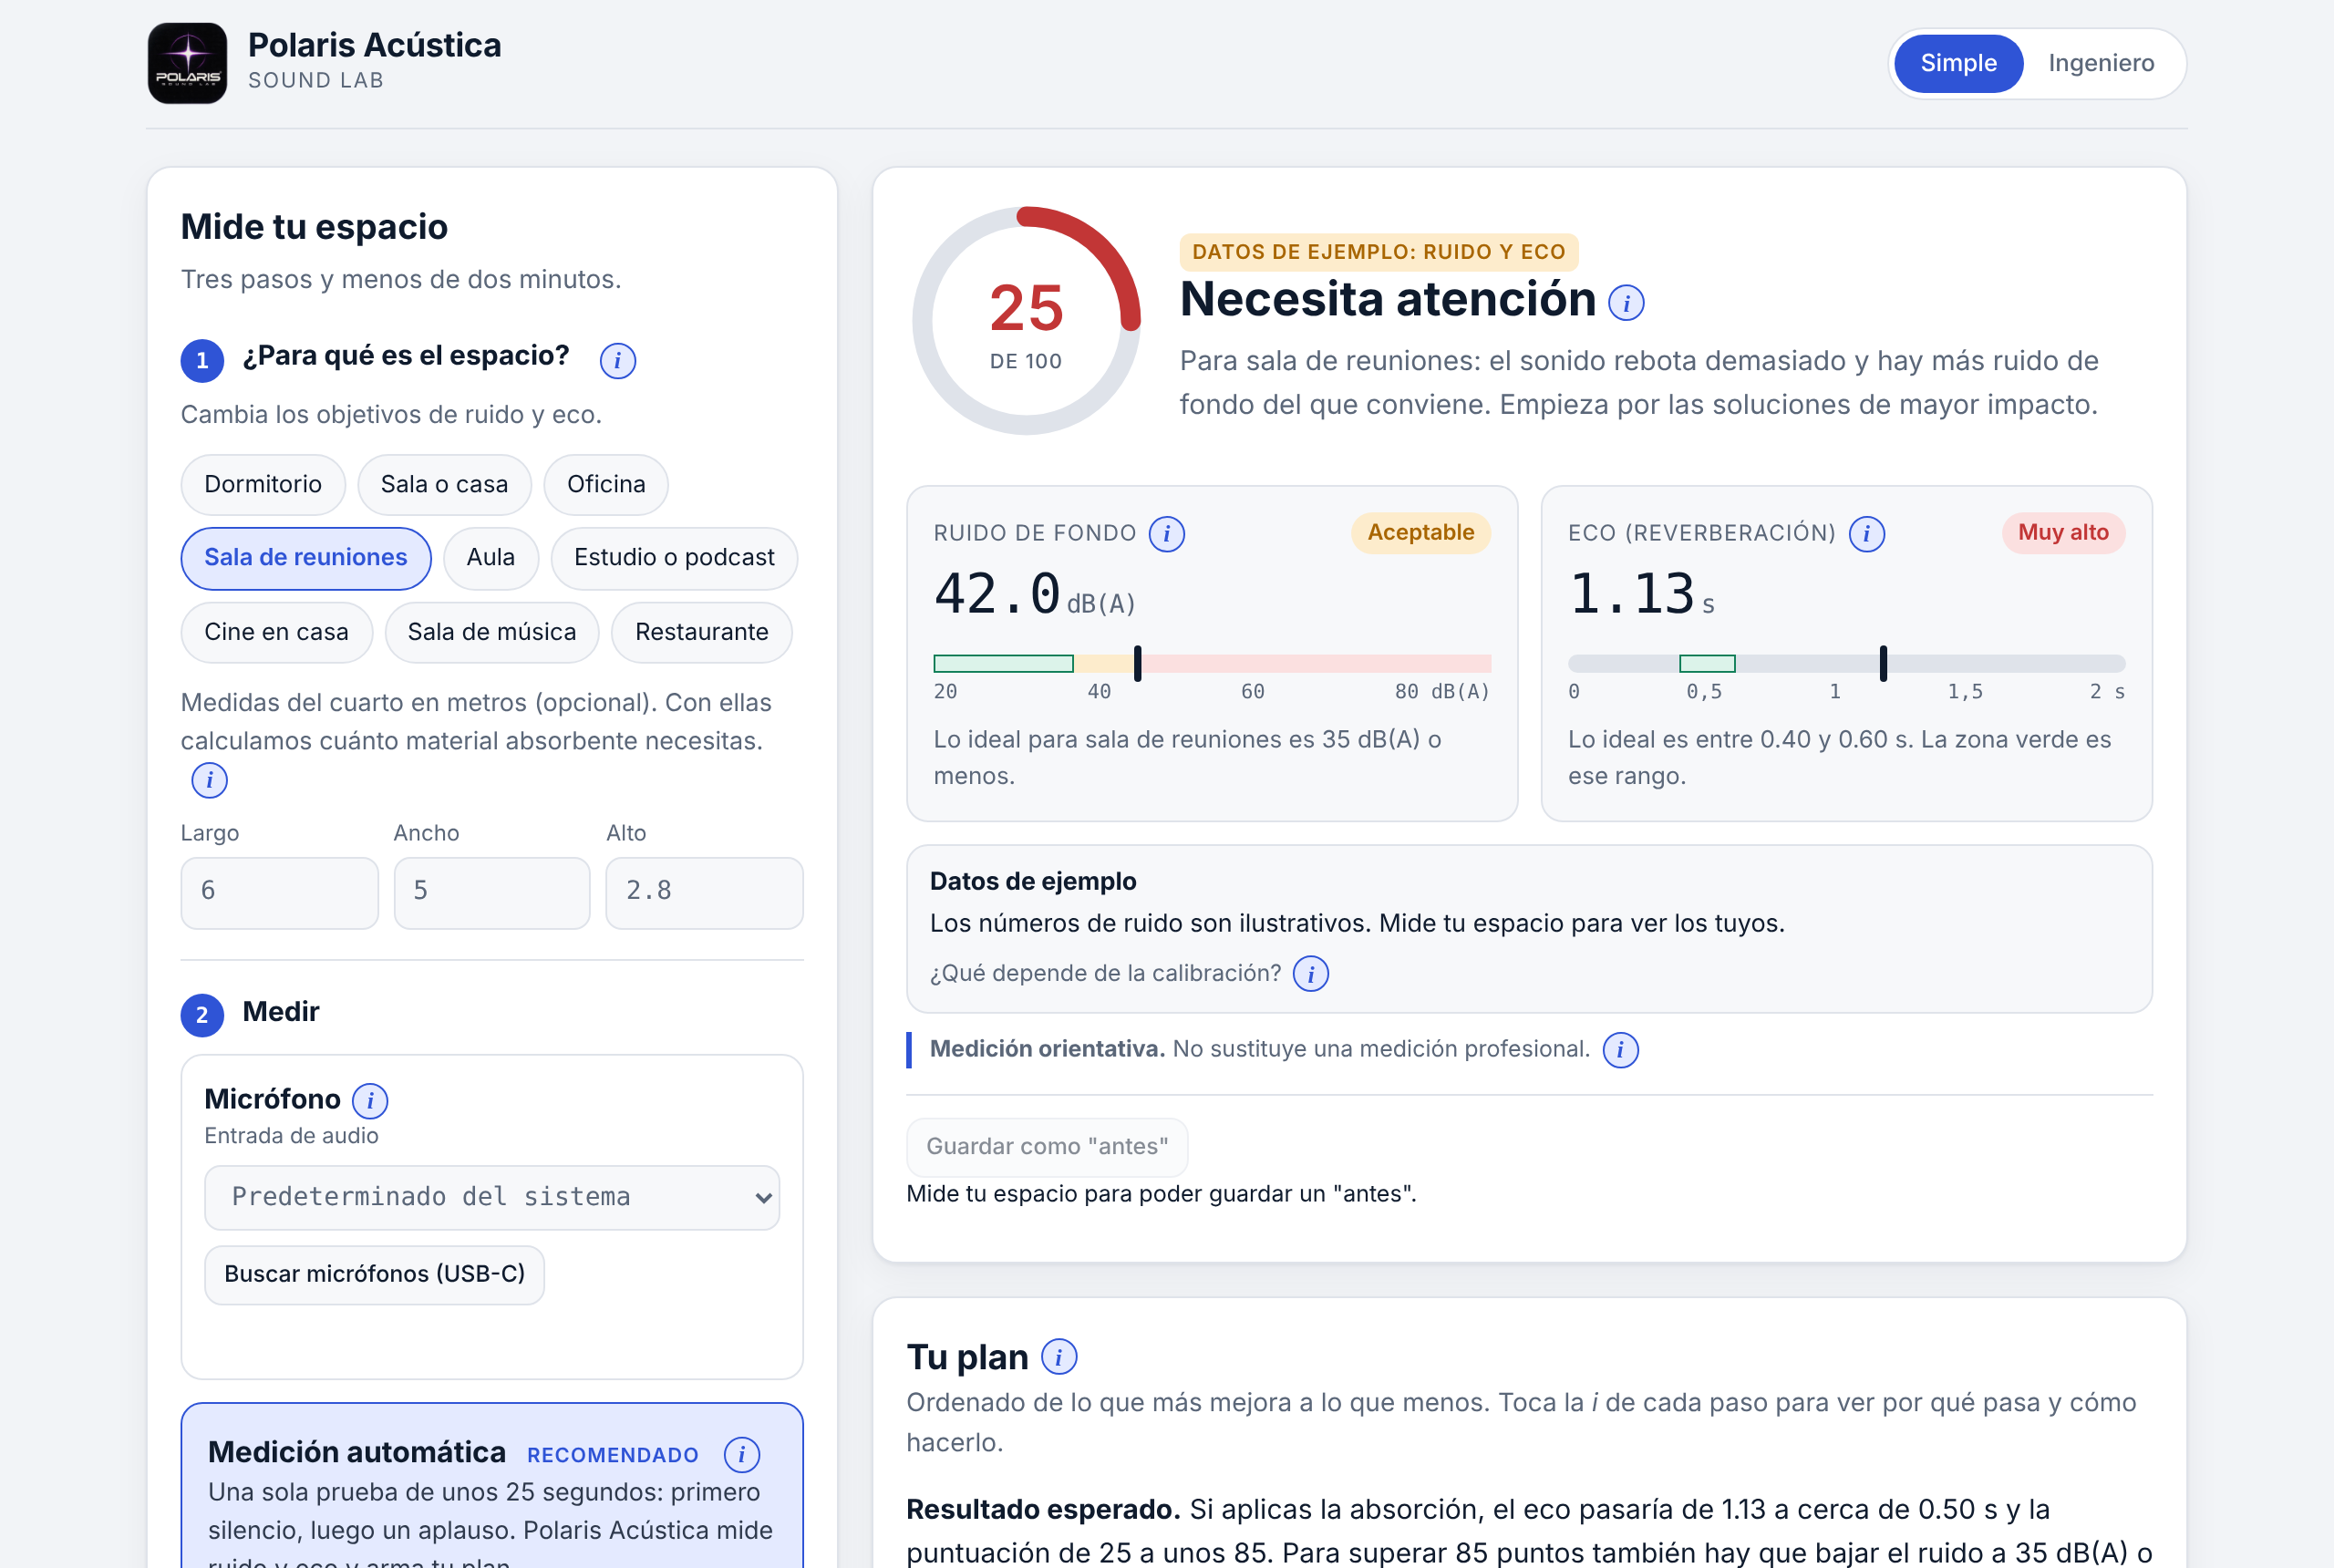 POLARIS
SOUND LAB
Polaris Acústica
SOUND LAB
Simple
Ingeniero
Mide tu espacio
Tres pasos y menos de dos minutos.
1 ¿Para qué es el espacio? i
Cambia los objetivos de ruido y eco.
Dormitorio
Sala o casa
Oficina
Sala de reuniones
Aula
Estudio o podcast
Cine en casa
Sala de música
Restaurante
Medidas del cuarto en metros (opcional). Con ellas
calculamos cuánto material absorbente necesitas.
i
Largo
Ancho
Alto
6
5
2.8
2 Medir
Micrófono i
Entrada de audio
Predeterminado del sistema
Buscar micrófonos (USB-C)
Medición automática RECOMENDADO i
Una sola prueba de unos 25 segundos: primero
silencio, luego un aplauso. Polaris Acústica mide
ruido y eco y arma tu plan.
25
DE 100
DATOS DE EJEMPLO: RUIDO Y ECO
Necesita atención i
Para sala de reuniones: el sonido rebota demasiado y hay más ruido de
fondo del que conviene. Empieza por las soluciones de mayor impacto.
RUIDO DE FONDO i
Aceptable
42.0 dB(A)
20 40 60 80 dB(A)
Lo ideal para sala de reuniones es 35 dB(A) o
menos.
ECO (REVERBERACIÓN) i
Muy alto
1.13 s
0 0,5 1 1,5 2 s
Lo ideal es entre 0.40 y 0.60 s. La zona verde es
ese rango.
Datos de ejemplo
Los números de ruido son ilustrativos. Mide tu espacio para ver los tuyos.
¿Qué depende de la calibración? i
Medición orientativa. No sustituye una medición profesional. i
Guardar como "antes"
Mide tu espacio para poder guardar un "antes".
Tu plan i
Ordenado de lo que más mejora a lo que menos. Toca la i de cada paso para ver por qué pasa y cómo
hacerlo.
Resultado esperado. Si aplicas la absorción, el eco pasaría de 1.13 a cerca de 0.50 s y la
puntuación de 25 a unos 85. Para superar 85 puntos también hay que bajar el ruido a 35 dB(A) o